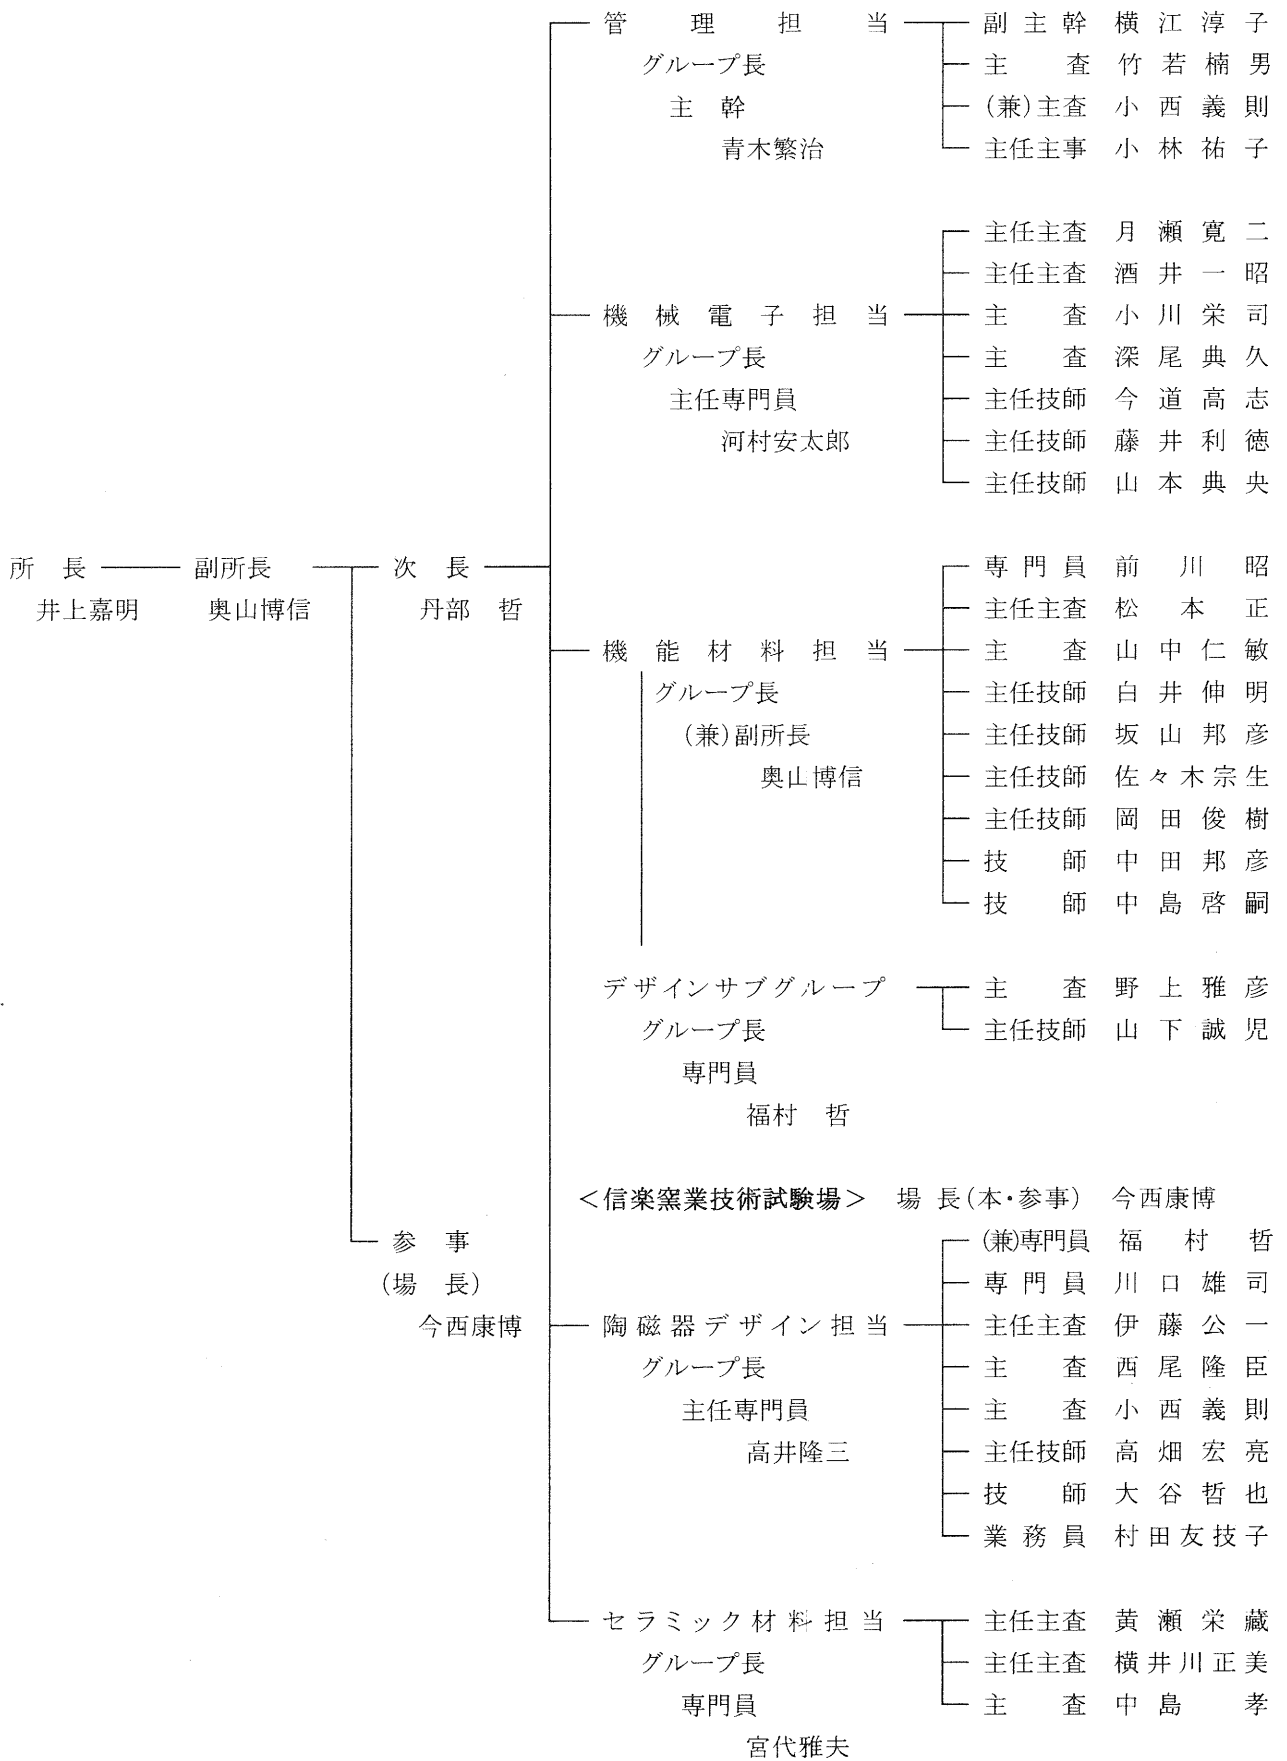 管理担当 副主幹 横江淳子
グループ長 主査 竹若楠男
主幹 (兼)主査 小西義則
青木繁治 主任主事 小林祐子
主任主査 月瀬寛二
主任主査 酒井一昭
機械電子担当 主査 小川栄司
グループ長 主査 深尾典久
主任専門員 主任技師 今道高志
河村安太郎 主任技師 藤井利徳
主任技師 山本典央
所長 副所長 次長 専門員 前川昭
井上嘉明 奥山博信 丹部哲 主任主査 松本正
機能材料担当 主査 山中仁敏
グループ長 主任技師 白井伸明
(兼)副所長 主任技師 坂山邦彦
奥山博信 主任技師 佐々木宗生
主任技師 岡田俊樹
技師 中田邦彦
技師 中島啓嗣
デザインサブグループ 主査 野上雅彦
グループ長 主任技師 山下誠児
専門員
福村哲
＜信楽窯業技術試験場＞ 場長(本・参事) 今西康博
参事 (兼)専門員 福村哲
(場長) 専門員 川口雄司
今西康博 陶磁器デザイン担当 主任主査 伊藤公一
グループ長 主査 西尾隆臣
主任専門員 主査 小西義則
高井隆三 主任技師 高畑宏亮
技師 大谷哲也
業務員 村田友技子
セラミック材料担当 主任主査 黄瀬栄藏
グループ長 主任主査 横井川正美
専門員 主査 中島孝
宮代雅夫